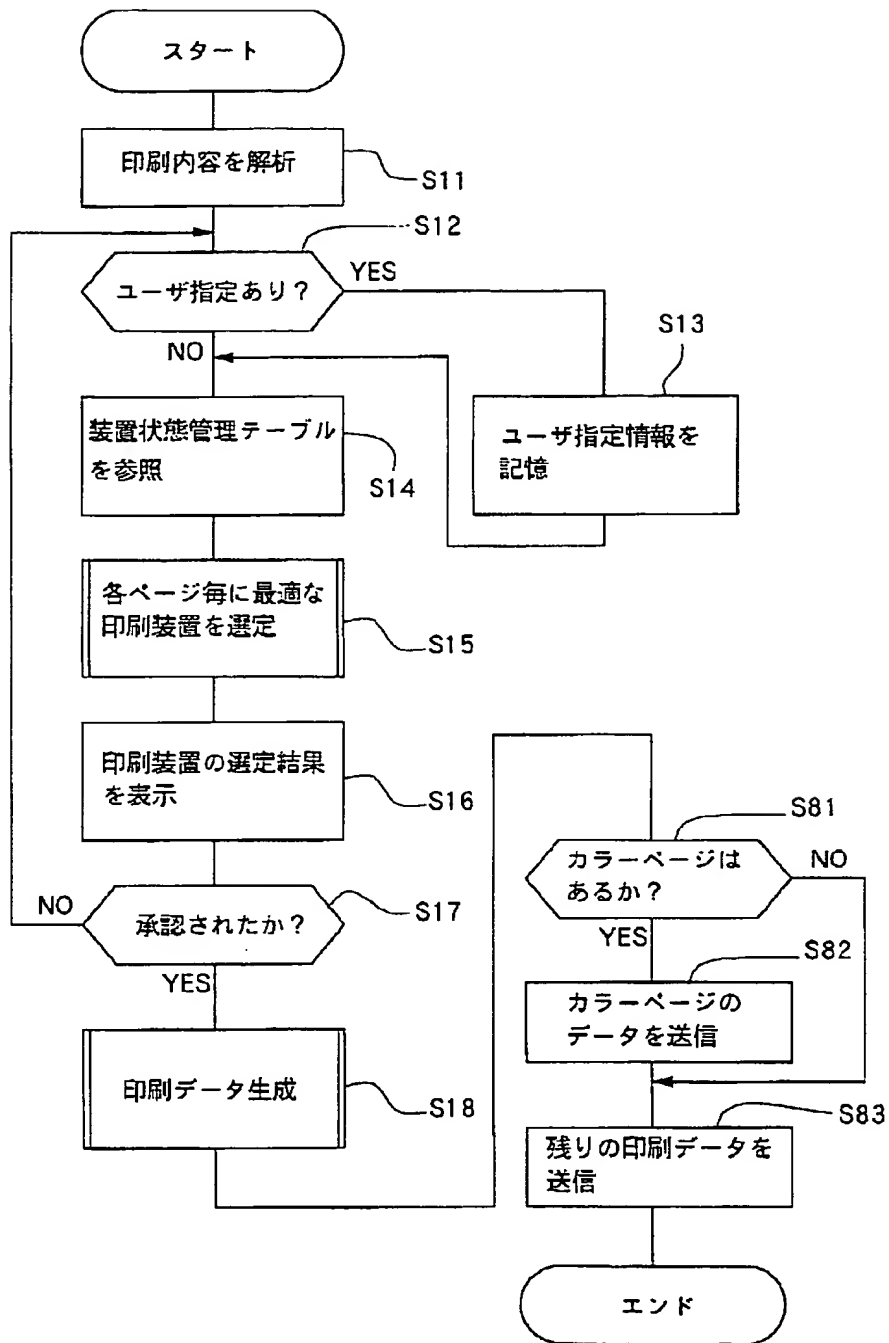 スタート
印刷内容を解析
S11
S12
ユーザ指定あり?
YES
NO
S13
ユーザ指定情報を
記憶
装置状態管理テーブル
を参照
S14
各ページ毎に最適な
印刷装置を選定
S15
印刷装置の選定結果
を表示
S16
承認されたか?
NO
S17
YES
印刷データ生成
S18
S81
カラーページは
あるか?
NO
YES
S82
カラーページの
データを送信
S83
残りの印刷データを
送信
エンド